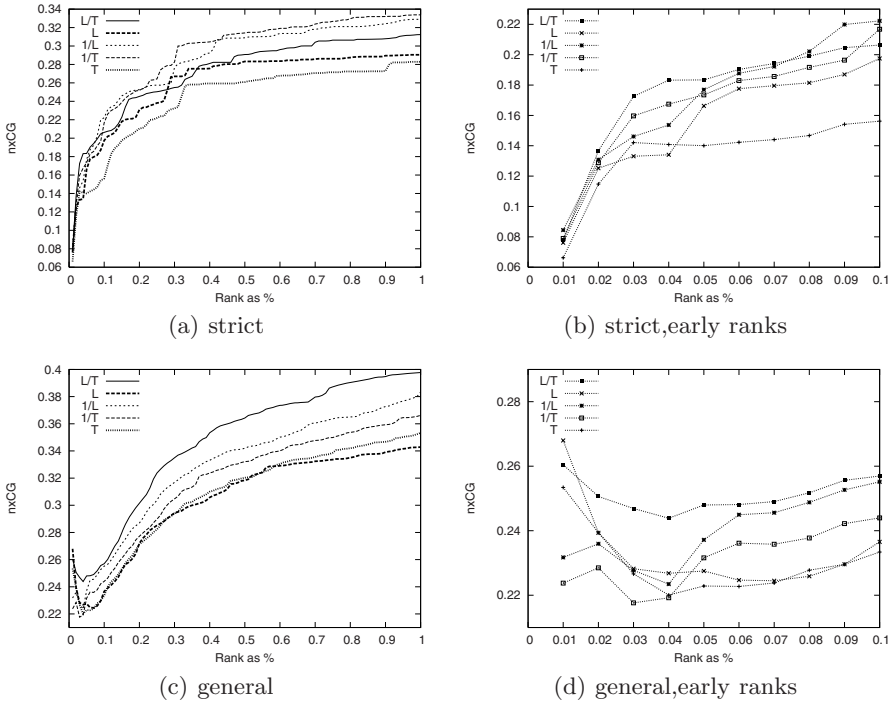 L/T
L
1/L
1/T
T
nxCG
0.34
0.32
0.3
0.28
0.26
0.24
0.22
0.2
0.18
0.16
0.14
0.12
0.1
0.08
0.06
0 0.1 0.2 0.3 0.4 0.5 0.6 0.7 0.8 0.9 1
Rank as %
(a) strict
L/T
L
1/L
1/T
T
nxCG
0.22
0.2
0.18
0.16
0.14
0.12
0.1
0.08
0.06
0 0.01 0.02 0.03 0.04 0.05 0.06 0.07 0.08 0.09 0.1
Rank as %
(b) strict,early ranks
L/T
L
1/L
1/T
T
nxCG
0.4
0.38
0.36
0.34
0.32
0.3
0.28
0.26
0.24
0.22
0 0.1 0.2 0.3 0.4 0.5 0.6 0.7 0.8 0.9 1
Rank as %
(c) general
L/T
L
1/L
1/T
T
nxCG
0.28
0.26
0.24
0.22
0 0.01 0.02 0.03 0.04 0.05 0.06 0.07 0.08 0.09 0.1
Rank as %
(d) general,early ranks